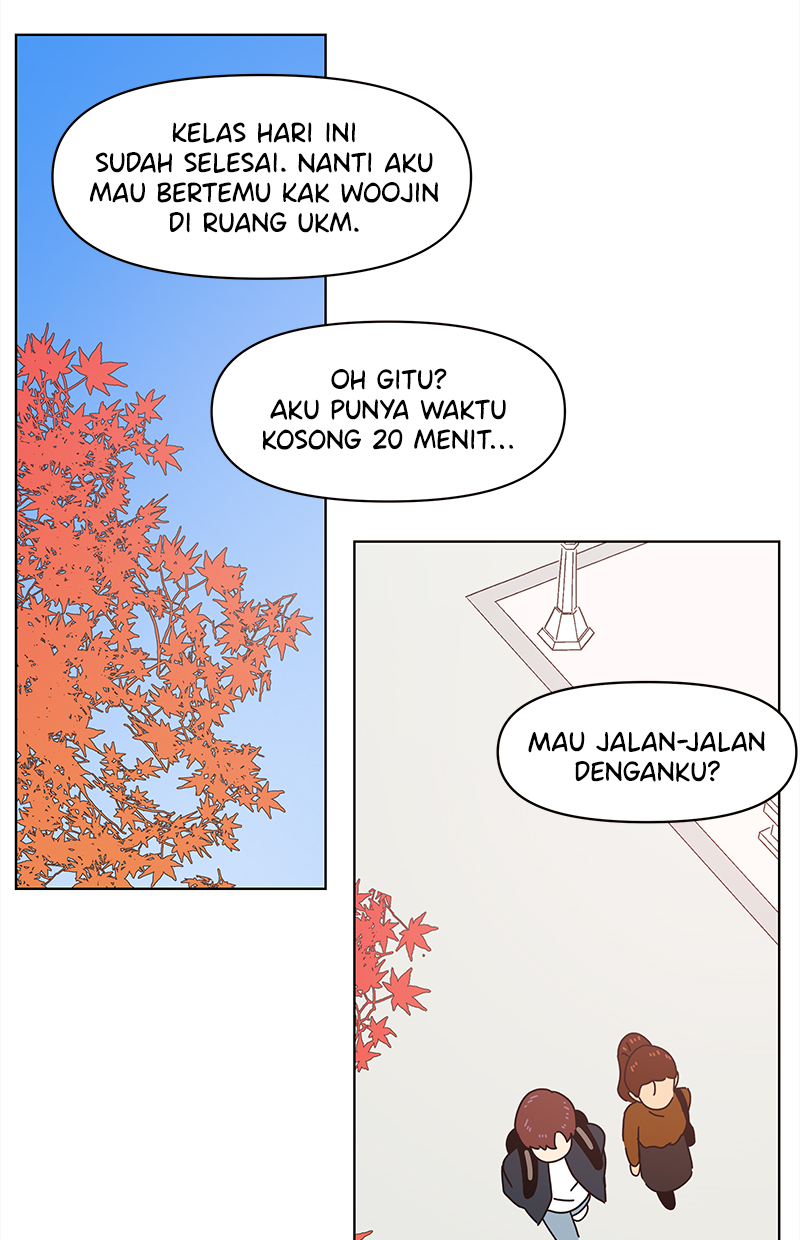 KELAS HARI INI
SUDAH SELESAI. NANTI AKU
MAU BERTEMU KAK WOOJIN
DI RUANG UKM.
OH GITU?
AKU PUNYA WAKTU
KOSONG 20 MENIT...
MAU JALAN-JALAN
DENGANKU?